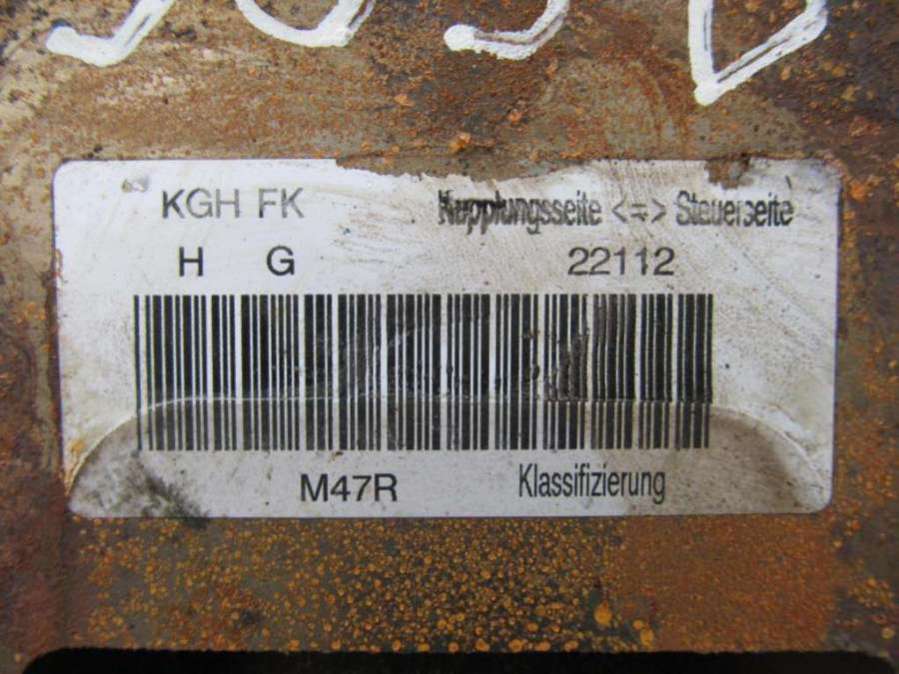 KGH FK Kupplungsseite <=> Steuerseite
H G 22112
M47R Klassifizierung